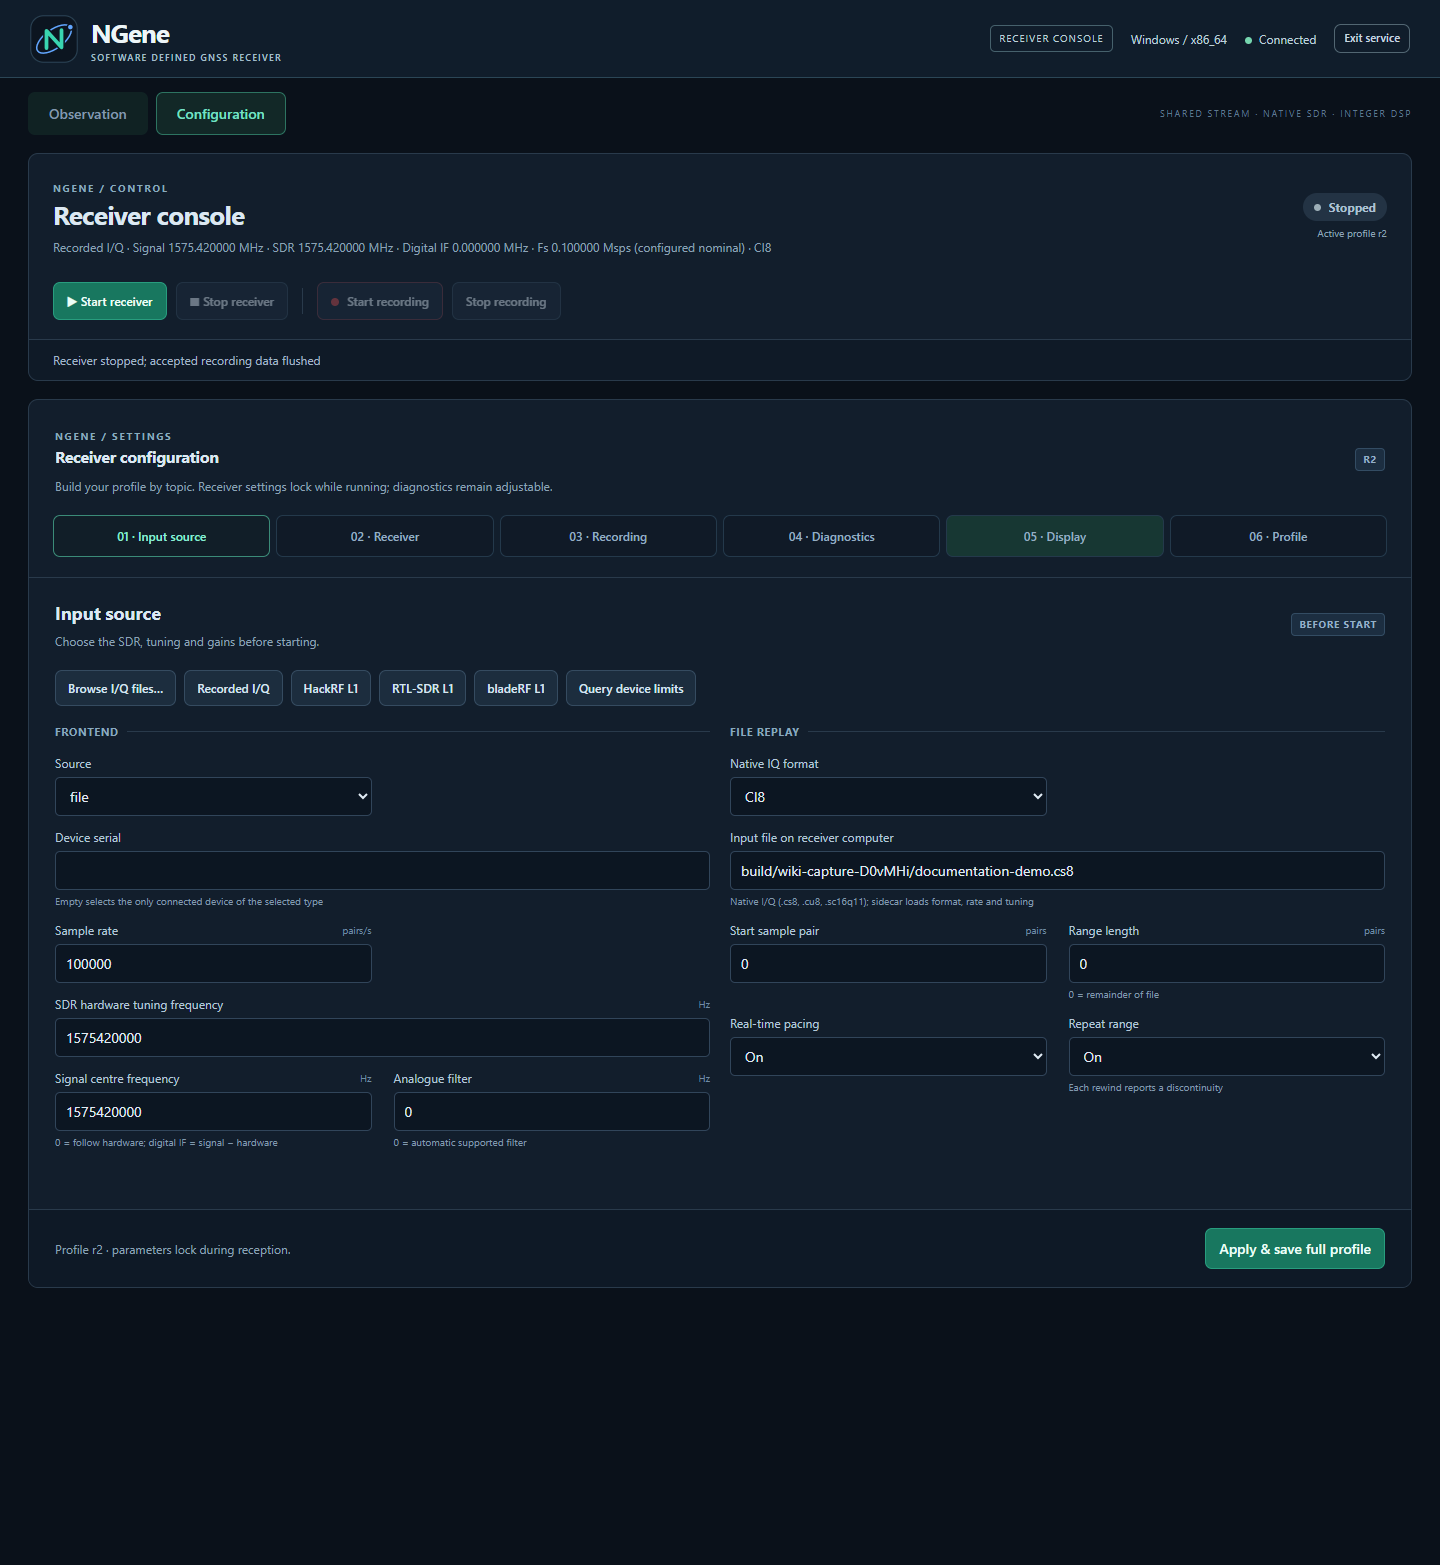 NGene
SOFTWARE DEFINED GNSS RECEIVER
RECEIVER CONSOLE
Windows / x86_64
Connected
Exit service
Observation
Configuration
SHARED STREAM · NATIVE SDR · INTEGER DSP
NGENE / CONTROL
Receiver console
Recorded I/Q · Signal 1575.420000 MHz · SDR 1575.420000 MHz · Digital IF 0.000000 MHz · Fs 0.100000 Msps (configured nominal) · CI8
Stopped
Active profile r2
Start receiver
Stop receiver
Start recording
Stop recording
Receiver stopped; accepted recording data flushed
NGENE / SETTINGS
Receiver configuration
Build your profile by topic. Receiver settings lock while running; diagnostics remain adjustable.
R2
01 · Input source
02 · Receiver
03 · Recording
04 · Diagnostics
05 · Display
06 · Profile
Input source
Choose the SDR, tuning and gains before starting.
BEFORE START
Browse I/Q files...
Recorded I/Q
HackRF L1
RTL-SDR L1
bladeRF L1
Query device limits
FRONTEND
Source
file
Device serial
Empty selects the only connected device of the selected type
Sample rate pairs/s
100000
SDR hardware tuning frequency Hz
1575420000
Signal centre frequency Hz
1575420000
0 = follow hardware; digital IF = signal − hardware
Analogue filter Hz
0
0 = automatic supported filter
FILE REPLAY
Native IQ format
CI8
Input file on receiver computer
build/wiki-capture-D0vMHi/documentation-demo.cs8
Native I/Q (.cs8, .cu8, .sc16q11); sidecar loads format, rate and tuning
Start sample pair pairs
0
Range length pairs
0
0 = remainder of file
Real-time pacing
On
Repeat range
On
Each rewind reports a discontinuity
Profile r2 · parameters lock during reception.
Apply & save full profile